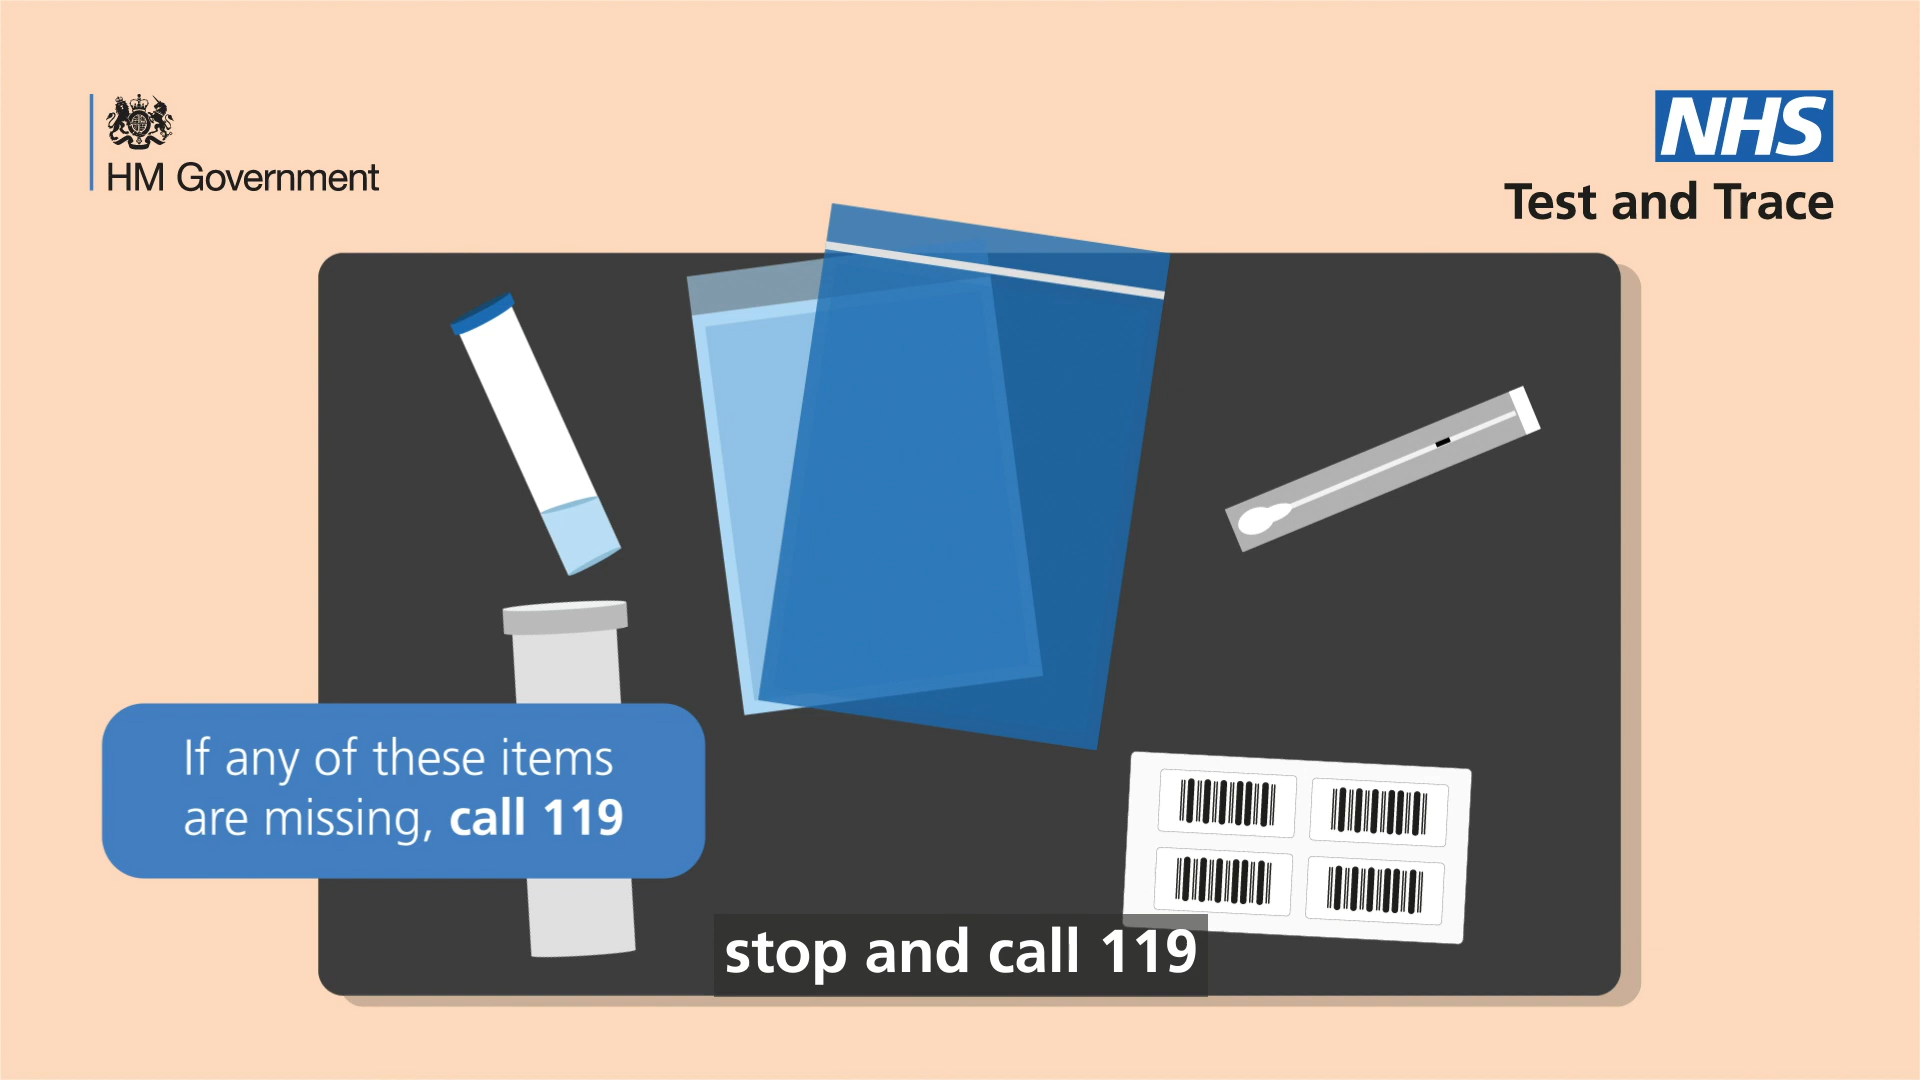 HM Government
NHS
Test and Trace
If any of these items
are missing, call 119
stop and call 119